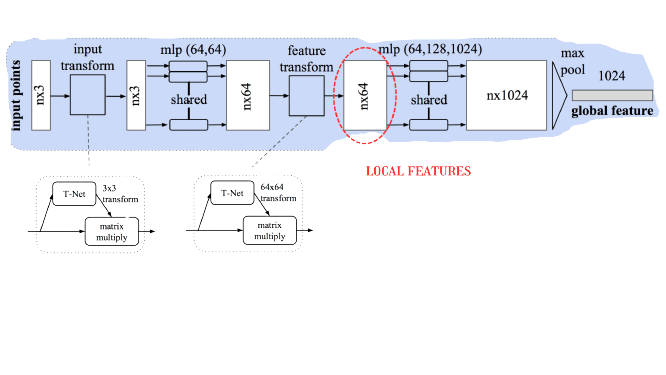 input points
nx3
input
transform
nx3
mlp (64,64)
shared
nx64
feature
transform
nx64
mlp (64,128,1024)
shared
nx1024
max
pool
1024
global feature
LOCAL FEATURES
T-Net
3x3
transform
matrix
multiply
T-Net
64x64
transform
matrix
multiply